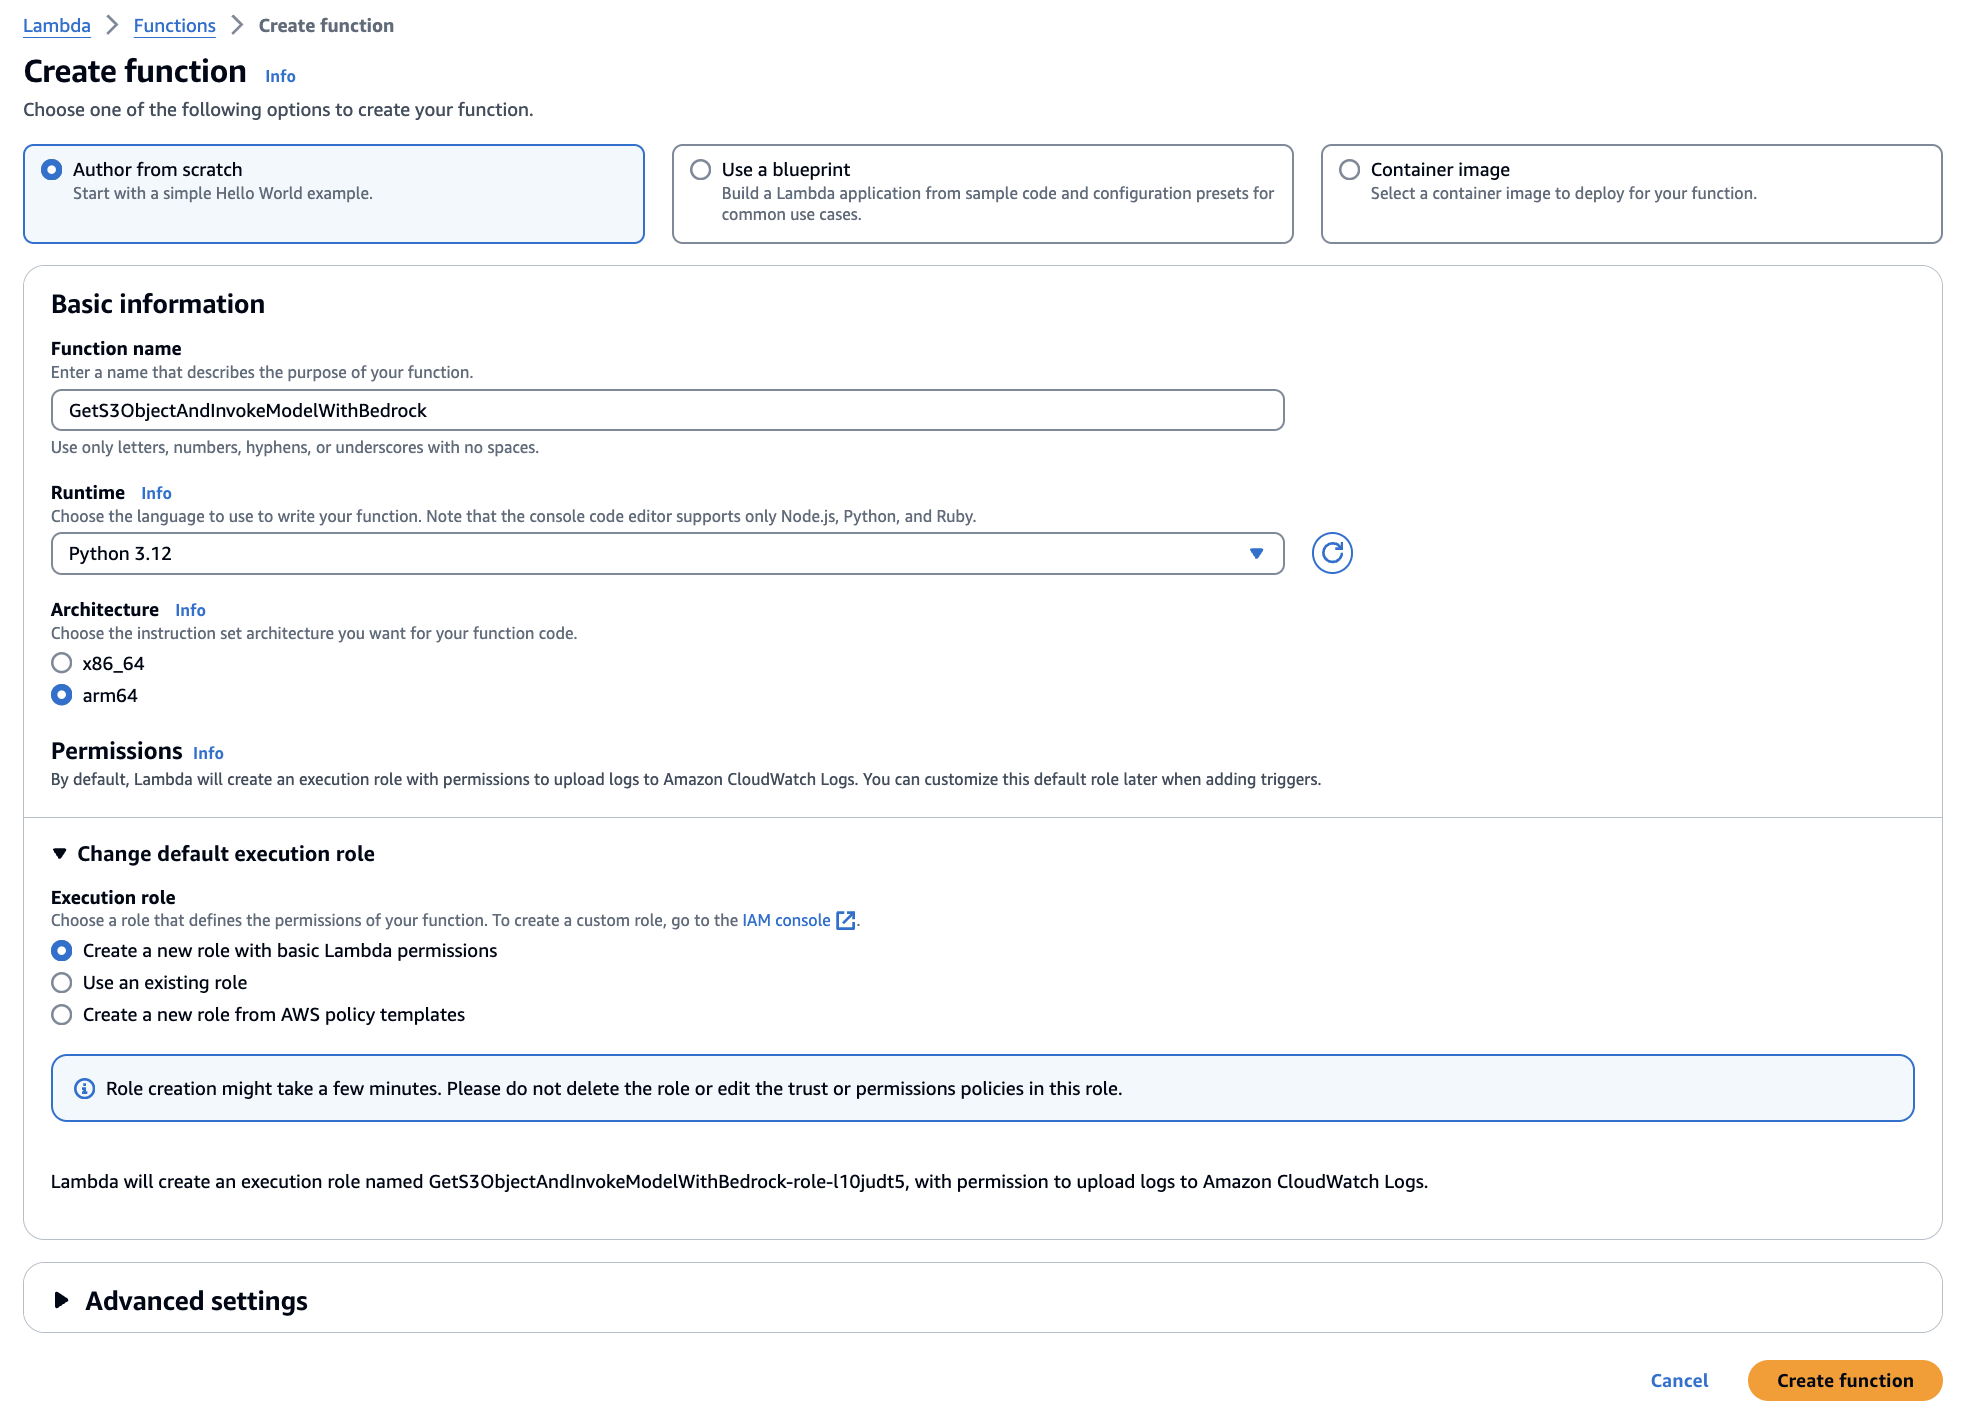 Lambda > Functions > Create function
Create function Info
Choose one of the following options to create your function.
Author from scratch
Start with a simple Hello World example.
Use a blueprint
Build a Lambda application from sample code and configuration presets for
common use cases.
Container image
Select a container image to deploy for your function.
Basic information
Function name
Enter a name that describes the purpose of your function.
GetS3ObjectAndInvokeModelWithBedrock
Use only letters, numbers, hyphens, or underscores with no spaces.
Runtime Info
Choose the language to use to write your function. Note that the console code editor supports only Node.js, Python, and Ruby.
Python 3.12
Architecture Info
Choose the instruction set architecture you want for your function code.
x86_64
arm64
Permissions Info
By default, Lambda will create an execution role with permissions to upload logs to Amazon CloudWatch Logs. You can customize this default role later when adding triggers.
Change default execution role
Execution role
Choose a role that defines the permissions of your function. To create a custom role, go to the IAM console.
Create a new role with basic Lambda permissions
Use an existing role
Create a new role from AWS policy templates
Role creation might take a few minutes. Please do not delete the role or edit the trust or permissions policies in this role.
Lambda will create an execution role named GetS3ObjectAndInvokeModelWithBedrock-role-l10judt5, with permission to upload logs to Amazon CloudWatch Logs.
Advanced settings
Cancel
Create function